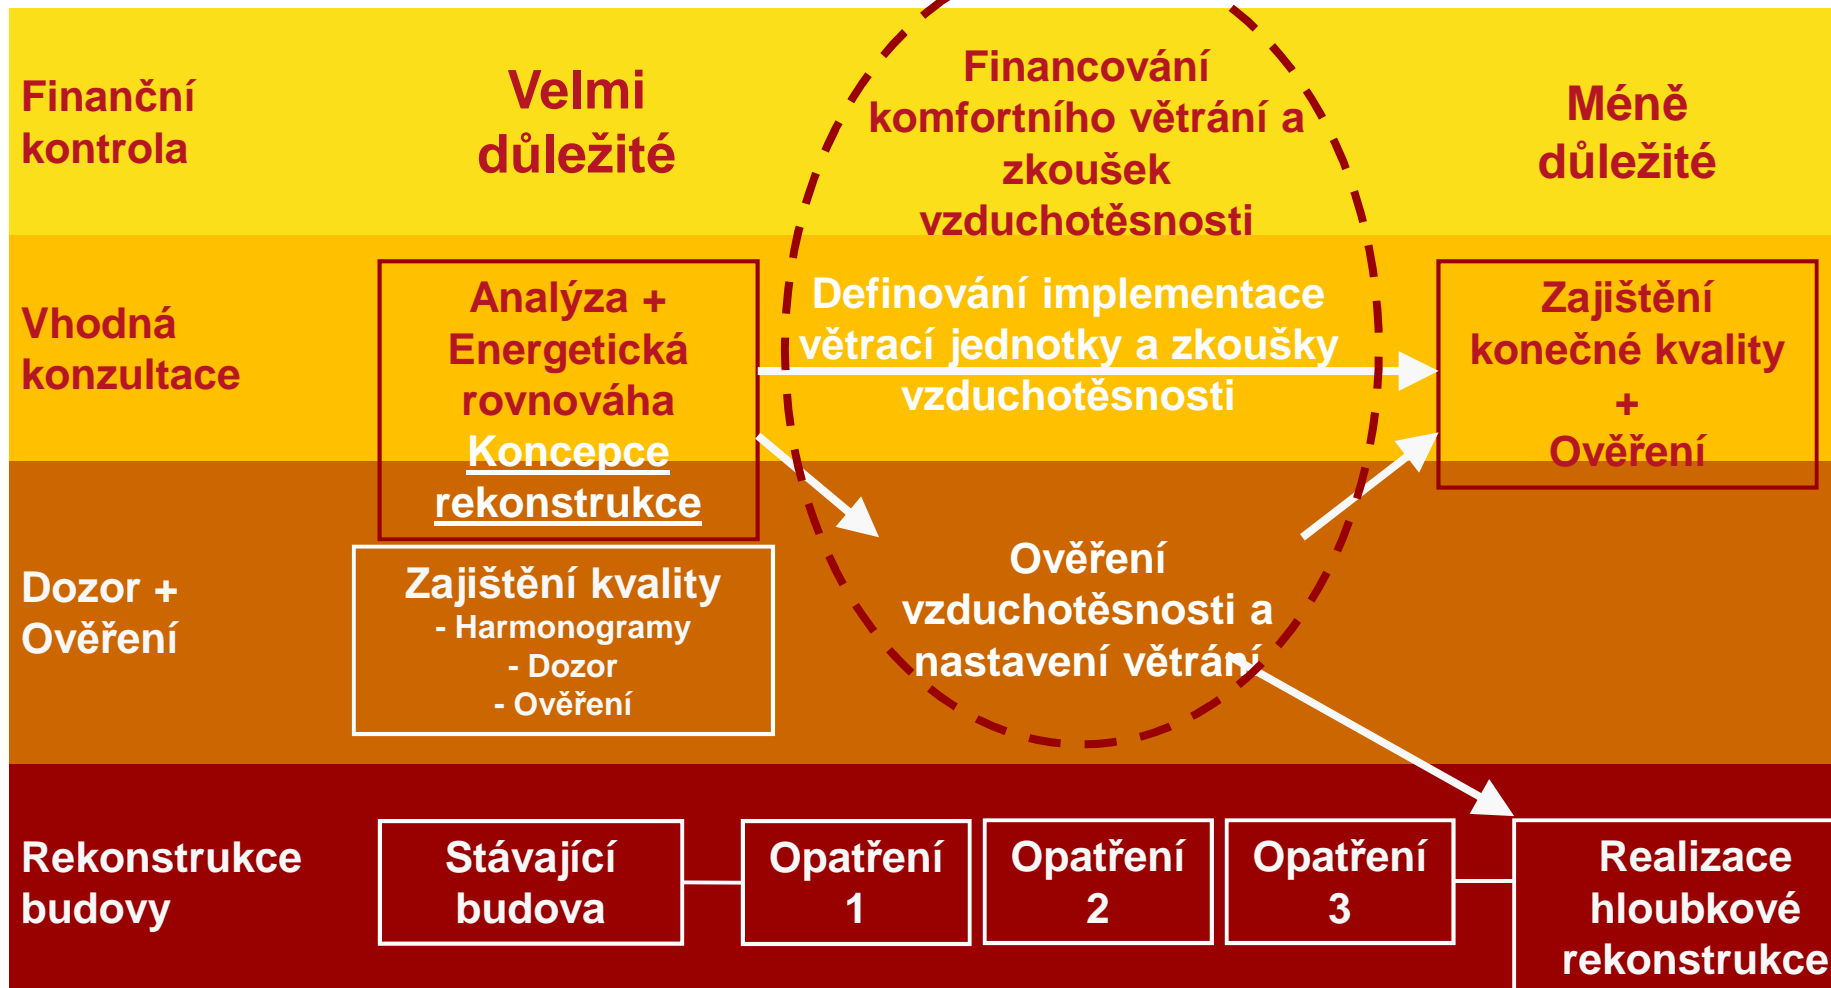 Finanční
kontrola
Velmi
důležité
Financování
komfortního větrání a
zkoušek
vzduchotěsnosti
Méně
důležité
Vhodná
konzultace
Analýza +
Energetická
rovnováha
Koncepce
rekonstrukce
Definování implementace
větrací jednotky a zkoušky
vzduchotěsnosti
Zajištění
konečné kvality
+
Ověření
Dozor +
Ověření
Zajištění kvality
- Harmonogramy
- Dozor
- Ověření
Ověření
vzduchotěsnosti a
nastavení větrání
Rekonstrukce
budovy
Stávající
budova
Opatření
1
Opatření
2
Opatření
3
Realizace
hloubkové
rekonstrukce